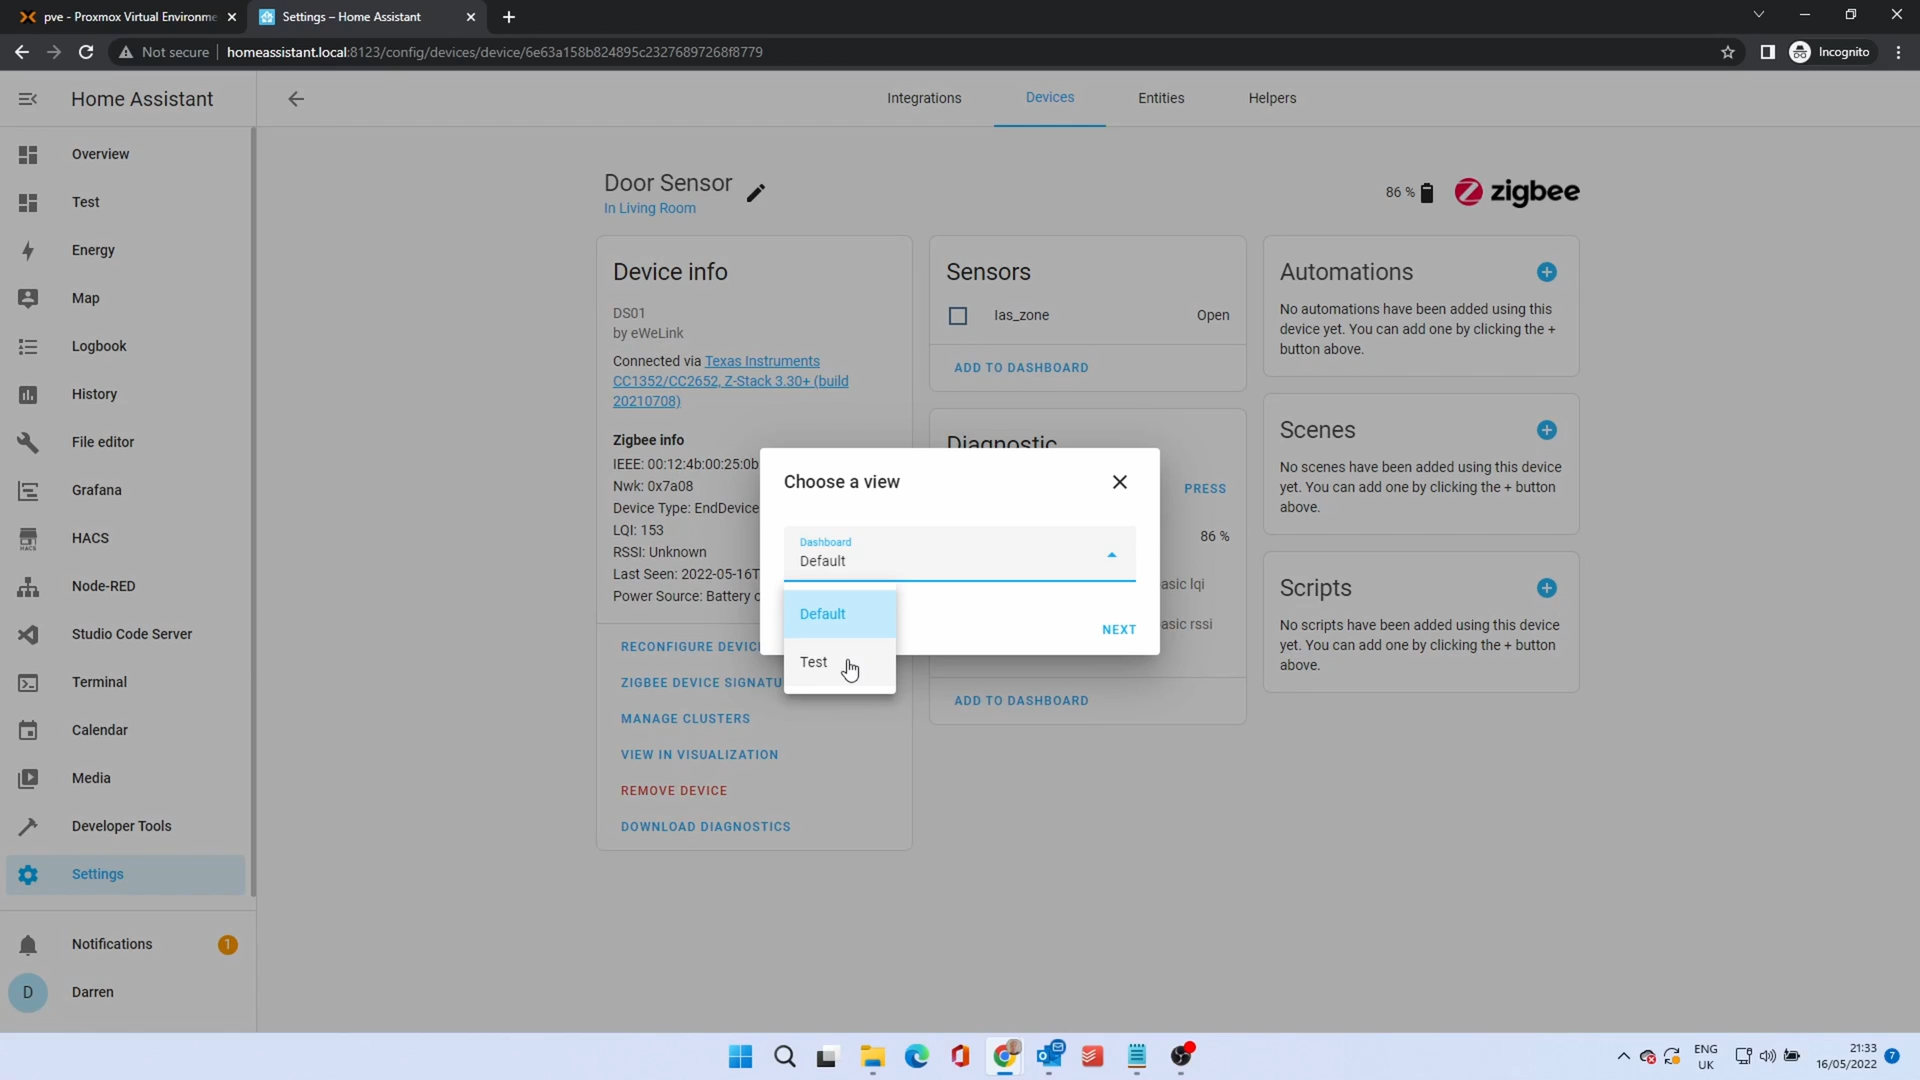 pve - Proxmox Virtual Environme
Settings – Home Assistant
Not secure
homeassistant.local:8123/config/devices/device/6e63a158b824895c23276897268f8779
Incognito
Home Assistant
Integrations
Devices
Entities
Helpers
Overview
Test
Energy
Map
Logbook
History
File editor
Grafana
HACS
HACS
Node-RED
Studio Code Server
Terminal
Calendar
Media
Developer Tools
Settings
Notifications
1
D
Darren
Door Sensor
In Living Room
86 %
zigbee
Device info
DS01
by eWeLink
Connected via Texas Instruments
CC1352/CC2652, Z-Stack 3.30+ (build
20210708)
Zigbee info
IEEE: 00:12:4b:00:25:0b
Nwk: 0x7a08
Device Type: EndDevice
LQI: 153
RSSI: Unknown
Last Seen: 2022-05-16T
Power Source: Battery o
RECONFIGURE DEVIC
ZIGBEE DEVICE SIGNATU
MANAGE CLUSTERS
VIEW IN VISUALIZATION
REMOVE DEVICE
DOWNLOAD DIAGNOSTICS
Sensors
Ias_zone
Open
ADD TO DASHBOARD
Diagnostic
PRESS
86 %
asic lqi
asic rssi
ADD TO DASHBOARD
Choose a view
Dashboard
Default
Default
Test
NEXT
Automations
No automations have been added using this
device yet. You can add one by clicking the +
button above.
Scenes
No scenes have been added using this device
yet. You can add one by clicking the + button
above.
Scripts
No scripts have been added using this device
yet. You can add one by clicking the + button
above.
ENG
UK
21:33
16/05/2022
7